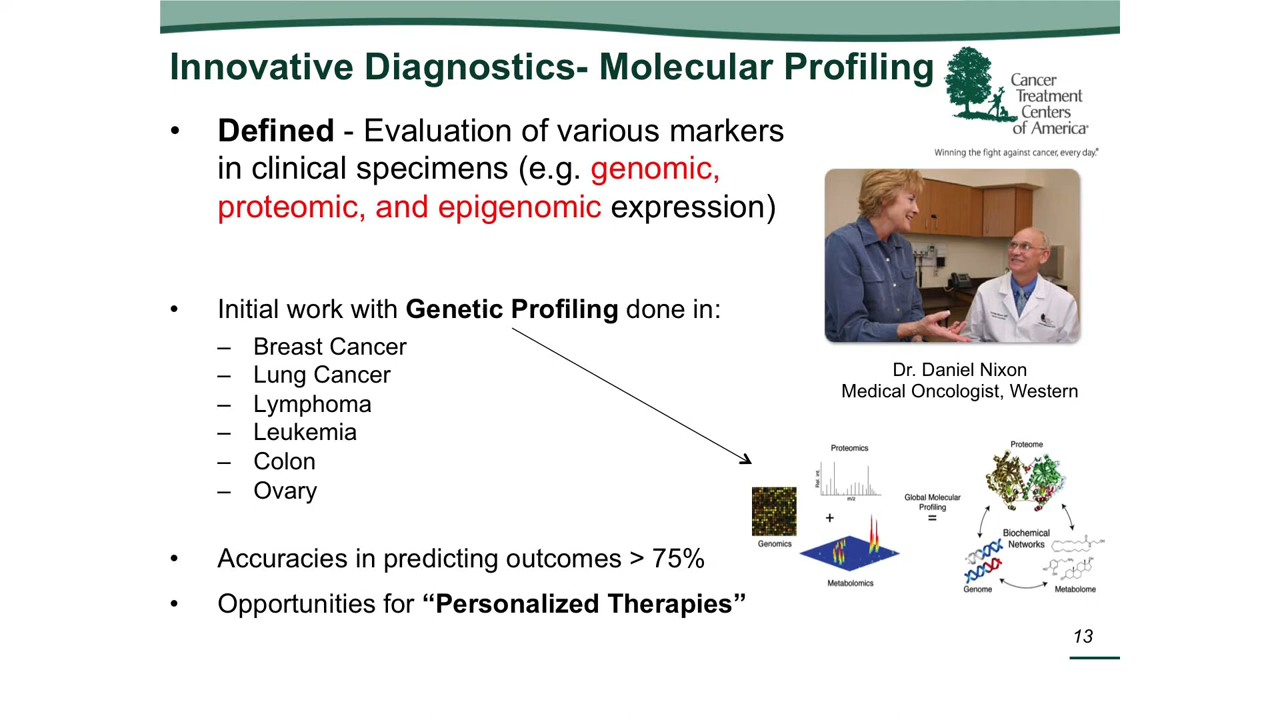 Innovative Diagnostics- Molecular Profiling
Cancer
Treatment
Centers
of America®
Winning the fight against cancer, every day.®
• Defined - Evaluation of various markers
in clinical specimens (e.g. genomic,
proteomic, and epigenomic expression)
• Initial work with Genetic Profiling done in:
– Breast Cancer
– Lung Cancer
– Lymphoma
– Leukemia
– Colon
– Ovary
• Accuracies in predicting outcomes > 75%
• Opportunities for “Personalized Therapies”
Dr. Daniel Nixon
Medical Oncologist, Western
Proteomics
Rel. int.
m/z
+
Genomics
Metabolomics
Global Molecular
Profiling
=
Proteome
Biochemical
Networks
Genome
Metabolome
13